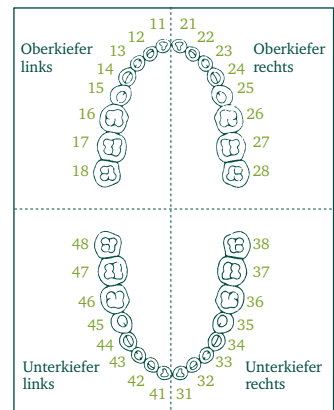 11 21
12 22
13 23
Oberkiefer
links
Oberkiefer
rechts
14 24
15 25
16 26
17 27
18 28
48 38
47 37
46 36
45 35
44 34
43 33
Unterkiefer
links
Unterkiefer
rechts
42 32
41 31